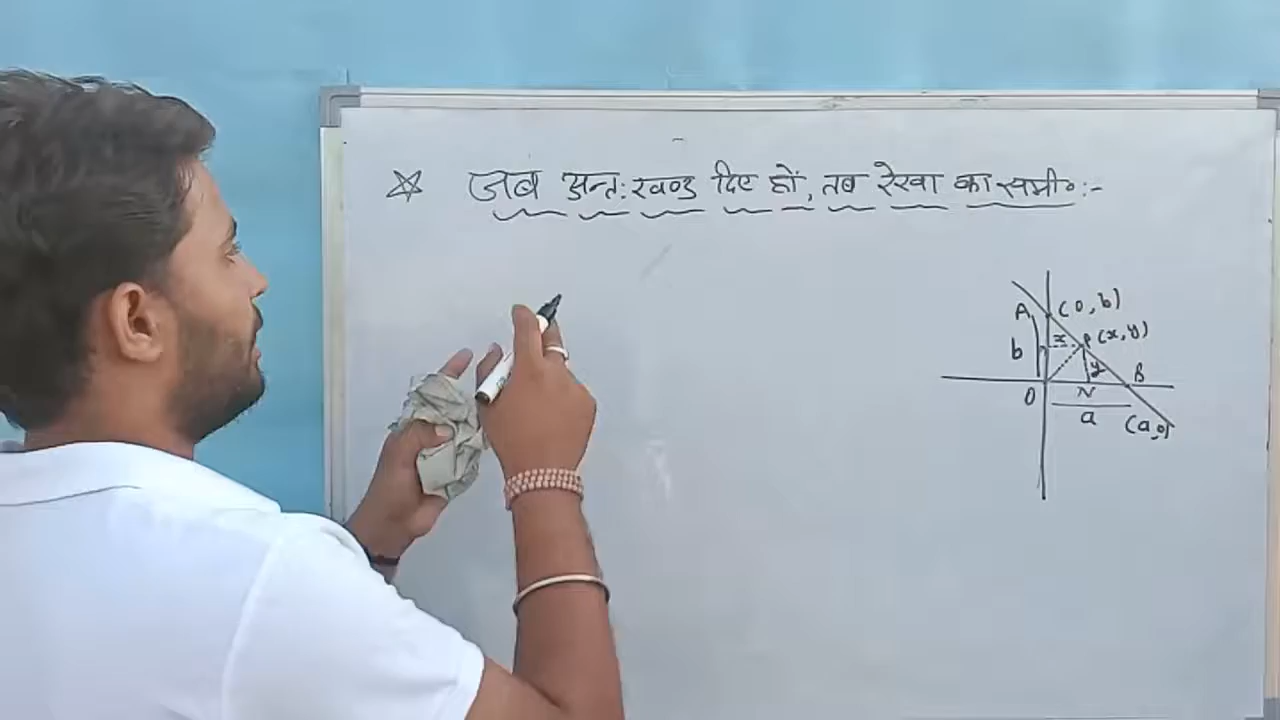 ☆ जब अन्त:खण्ड दिए हों, तब रेखा का समी०:-
A (0, b)
x P(x, y)
b y B
O N
a (a,0)